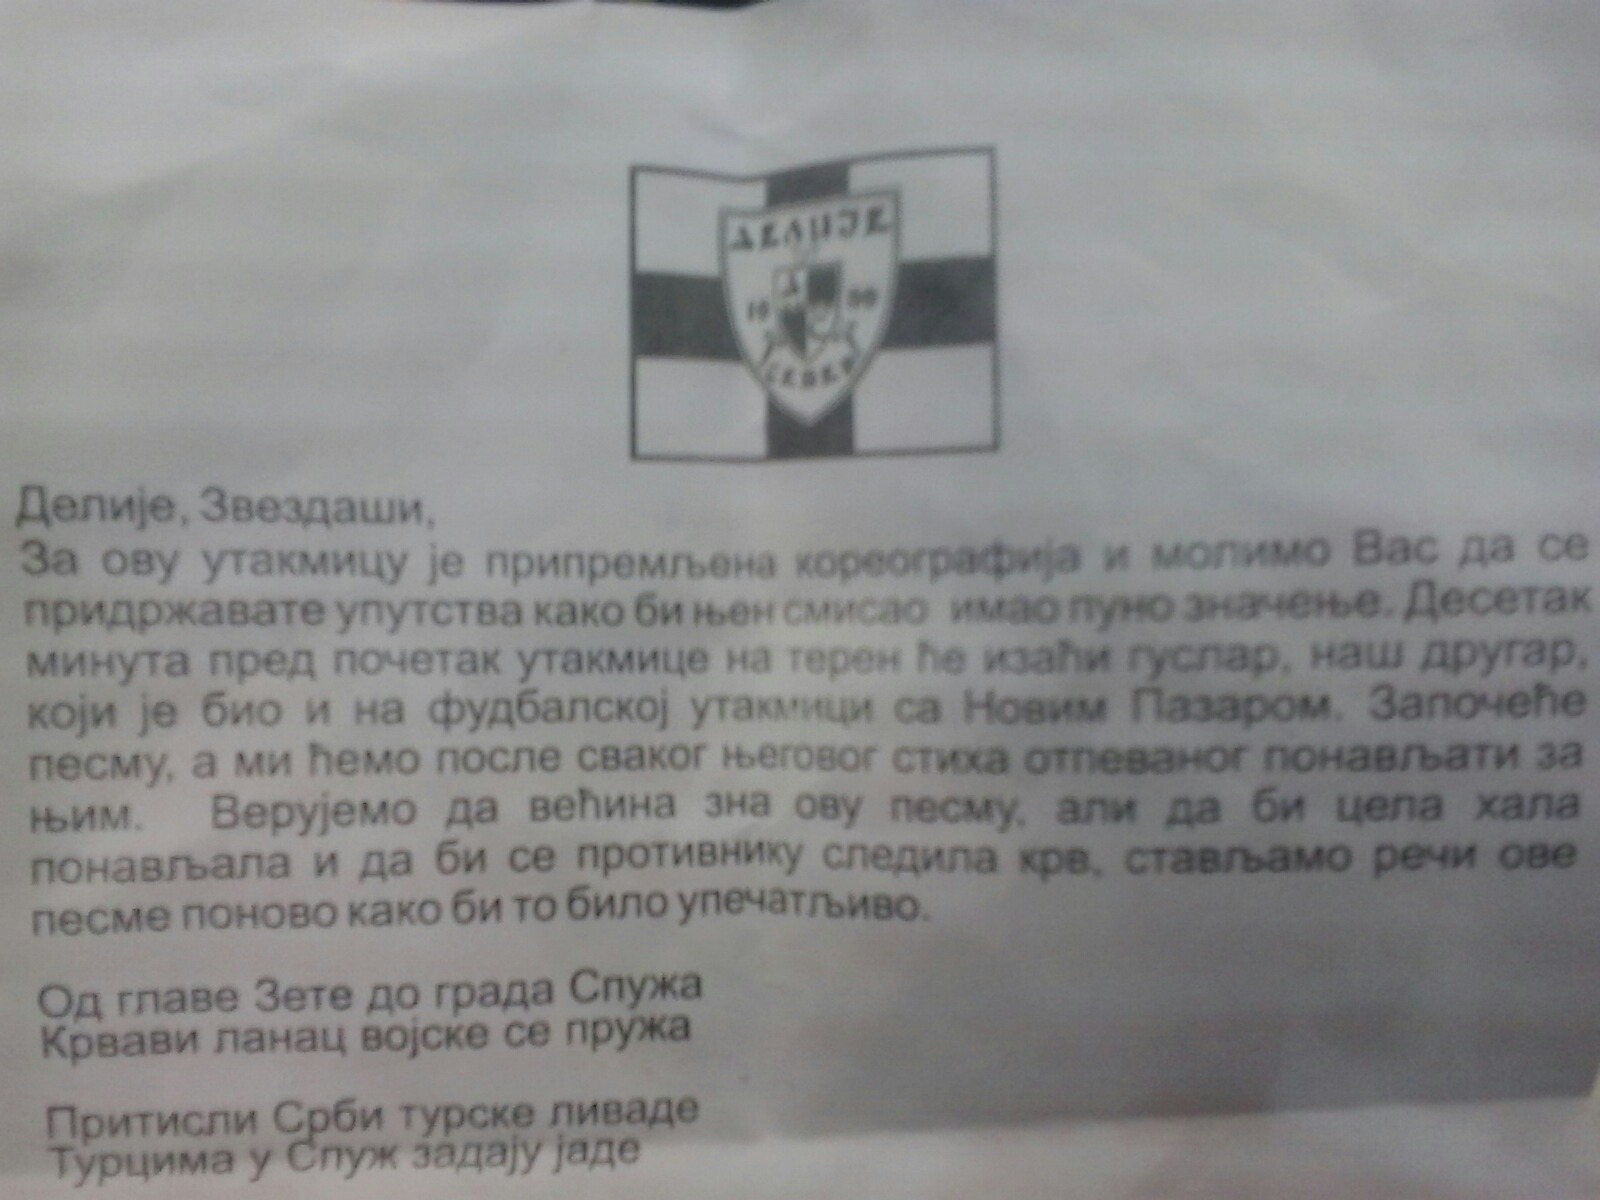 ДЕЛИЈЕ
19
СЕВЕР
Делије, Звездаши,
За ову утакмицу је припремљена кореографија и молимо Вас да се
придржавате упутства како би њен смисао имао пуно значење. Десетак
минута пред почетак утакмице на терен ће изаћи гуслар, наш другар,
који је био и на фудбалској утакмици са Новим Пазаром. Започеће
песму, а ми ћемо после сваког његовог стиха отпеваног понављати за
њим. Верујемо да већина зна ову песму, али да би цела хала
понављала и да би се противнику следила крв, стављамо речи ове
песме поново како би то било упечатљиво.
Од главе Зете до града Спужа
Крвави ланац војске се пружа
Притисли Срби турске ливаде
Турцима у Спуж задају јаде